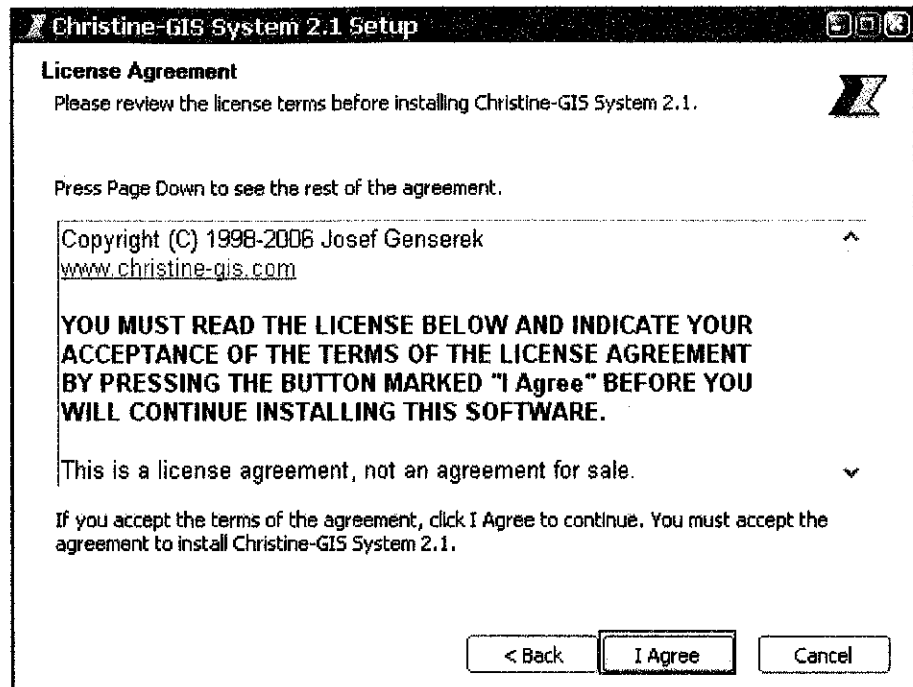 Christine-GIS System 2.1 Setup
License Agreement
Please review the license terms before installing Christine-GIS System 2.1.
Press Page Down to see the rest of the agreement.
Copyright (C) 1998-2006 Josef Genserek
www.christine-gis.com
YOU MUST READ THE LICENSE BELOW AND INDICATE YOUR
ACCEPTANCE OF THE TERMS OF THE LICENSE AGREEMENT
BY PRESSING THE BUTTON MARKED "I Agree" BEFORE YOU
WILL CONTINUE INSTALLING THIS SOFTWARE.
This is a license agreement, not an agreement for sale.
If you accept the terms of the agreement, click I Agree to continue. You must accept the
agreement to install Christine-GIS System 2.1.
< Back I Agree Cancel